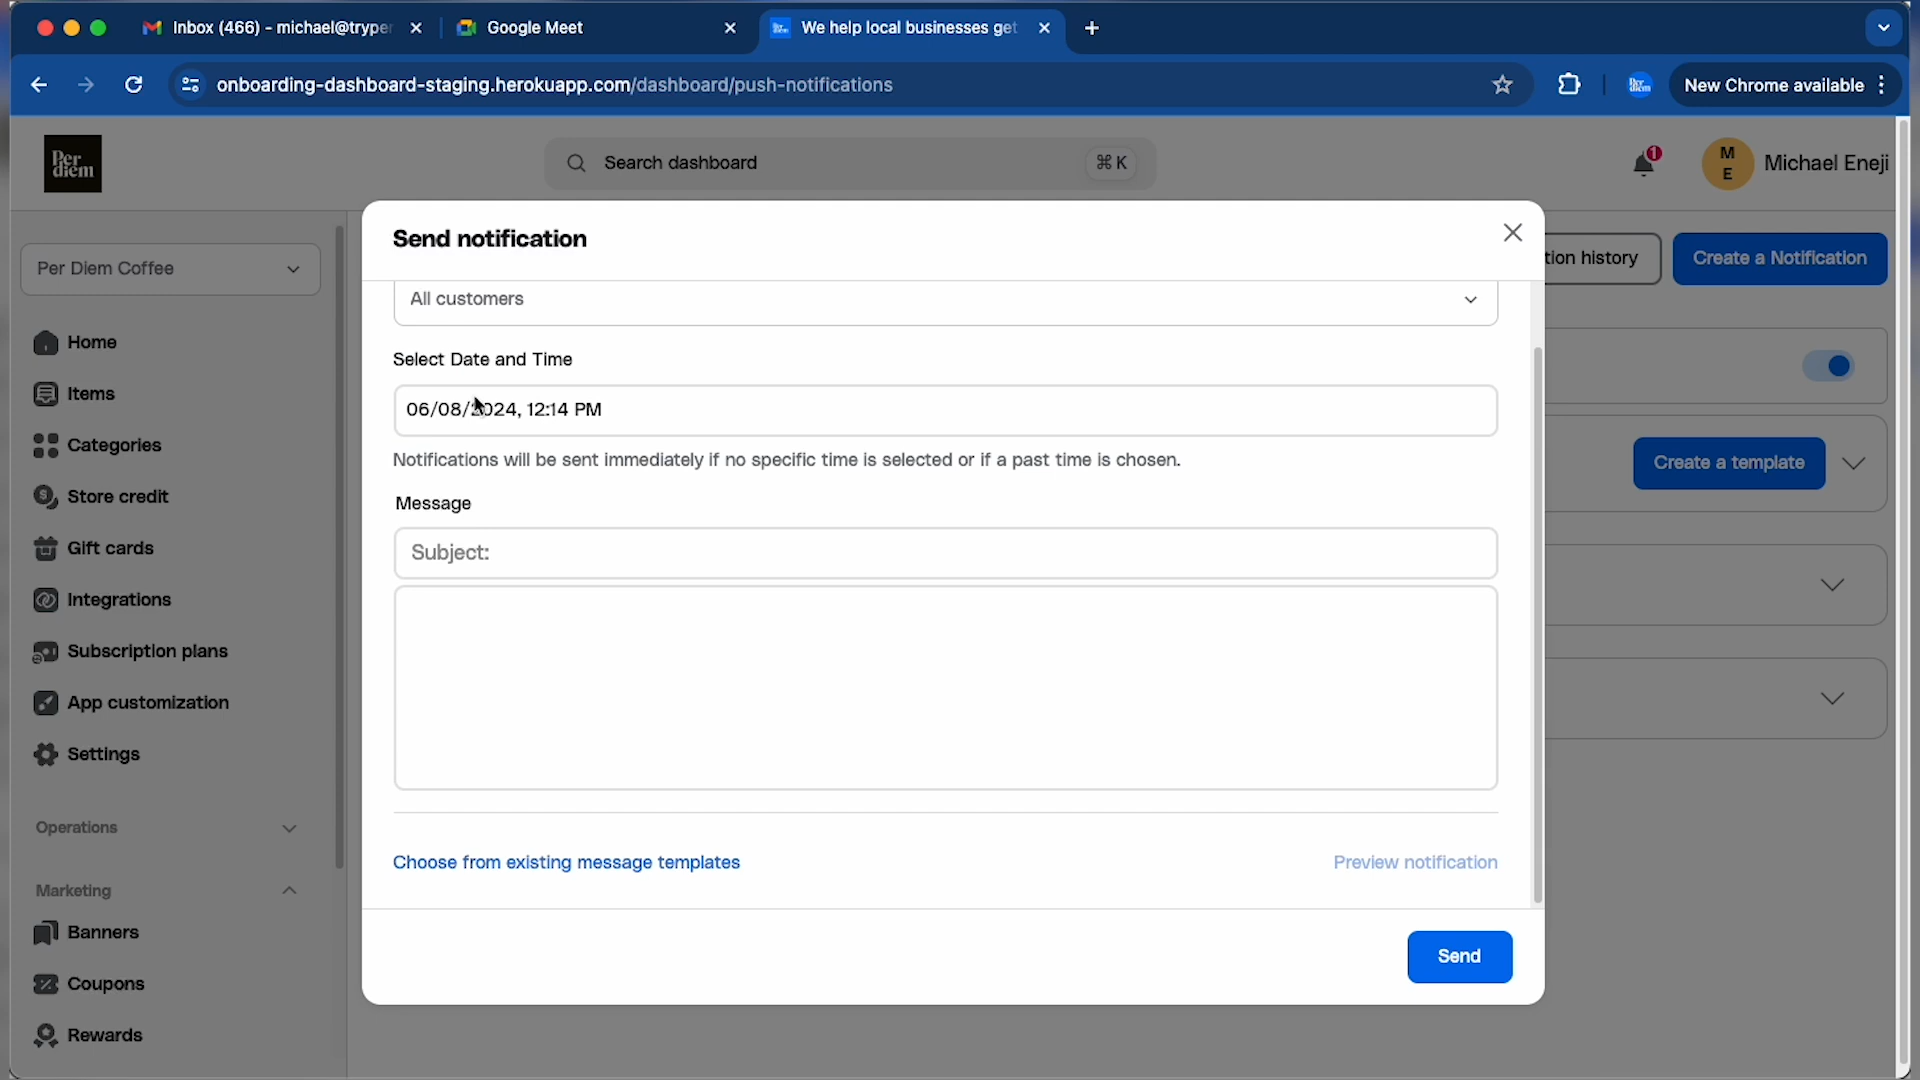 Inbox (466) - michael@tryper
Google Meet
We help local businesses get
onboarding-dashboard-staging.herokuapp.com/dashboard/push-notifications
New Chrome available
Per
diem
Search dashboard
⌘ K
1
M
E
Michael Eneji
Per Diem Coffee
Send notification
tion history
Create a Notification
All customers
Home
Select Date and Time
Items
06/08/2024, 12:14 PM
Categories
Notifications will be sent immediately if no specific time is selected or if a past time is chosen.
Create a template
Store credit
Message
Gift cards
Subject:
Integrations
Subscription plans
App customization
Settings
Operations
Choose from existing message templates
Preview notification
Marketing
Banners
Send
Coupons
Rewards